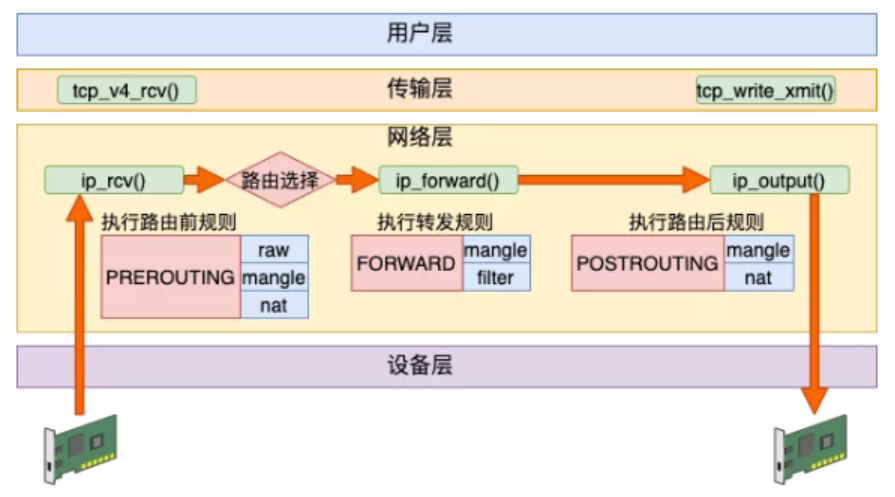 用户层
tcp_v4_rcv()
传输层
tcp_write_xmit()
网络层
ip_rcv()
路由选择
ip_forward()
ip_output()
执行路由前规则
执行转发规则
执行路由后规则
PREROUTING
raw
mangle
nat
FORWARD
mangle
filter
POSTROUTING
mangle
nat
设备层